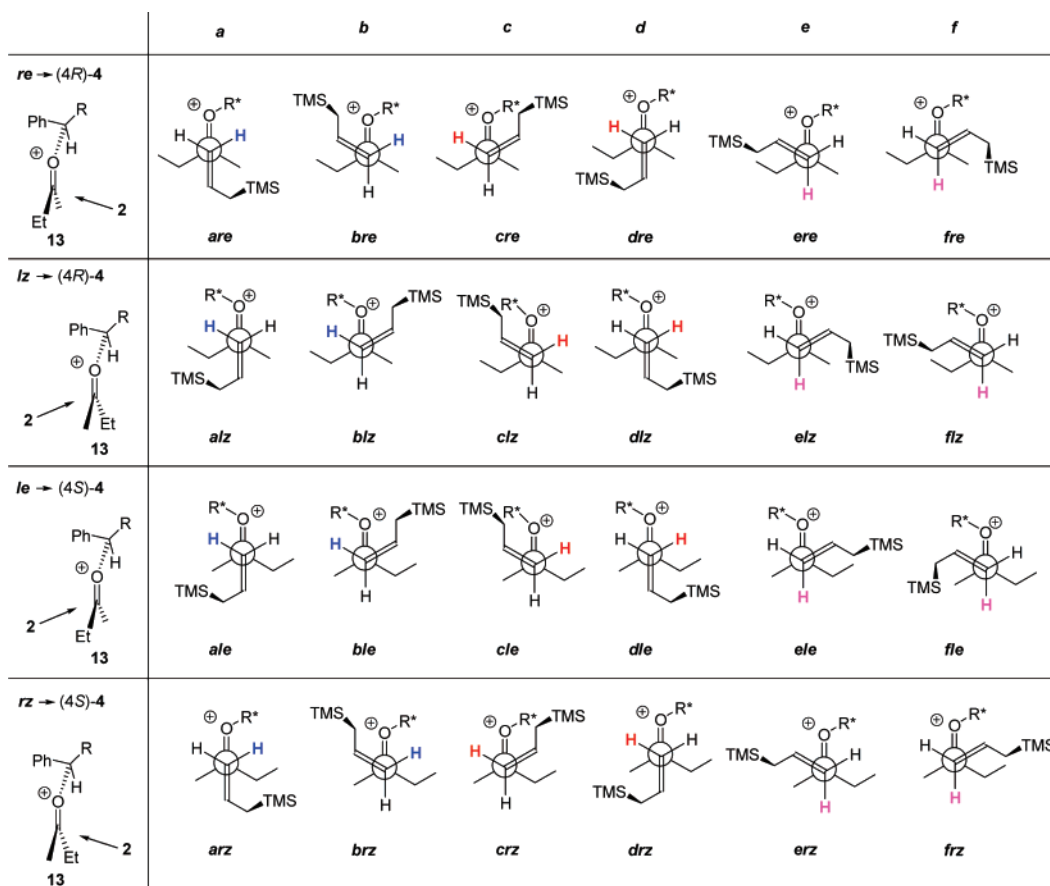 a b c d e f
re → (4R)-4
Ph R
H
⊕
O
2
Et
13
⊕ O R* H H TMS
are
TMS ⊕ O R* H H
bre
H ⊕ O R* TMS H
cre
⊕ O R* H H TMS
dre
⊕ O R* TMS H H
ere
⊕ O R* H H TMS
fre
lz → (4R)-4
Ph R
H
⊕
O
2
Et
13
R* O ⊕ H H TMS
alz
R* O ⊕ TMS H H
blz
TMS R* O ⊕ H H
clz
R* O ⊕ H H TMS
dlz
R* O ⊕ H H TMS
elz
R* O ⊕ TMS H H
flz
le → (4S)-4
Ph R
H
⊕
O
2
Et
13
R* O ⊕ H H TMS
ale
R* O ⊕ TMS H H
ble
TMS R* O ⊕ H H
cle
R* O ⊕ H H TMS
dle
R* O ⊕ H TMS H
ele
R* O ⊕ H TMS H
fle
rz → (4S)-4
Ph R
H
⊕
O
2
Et
13
⊕ O R* H H TMS
arz
TMS ⊕ O R* H H
brz
⊕ O R* TMS H H
crz
⊕ O R* H H TMS
drz
⊕ O R* TMS H H
erz
⊕ O R* H TMS H
frz